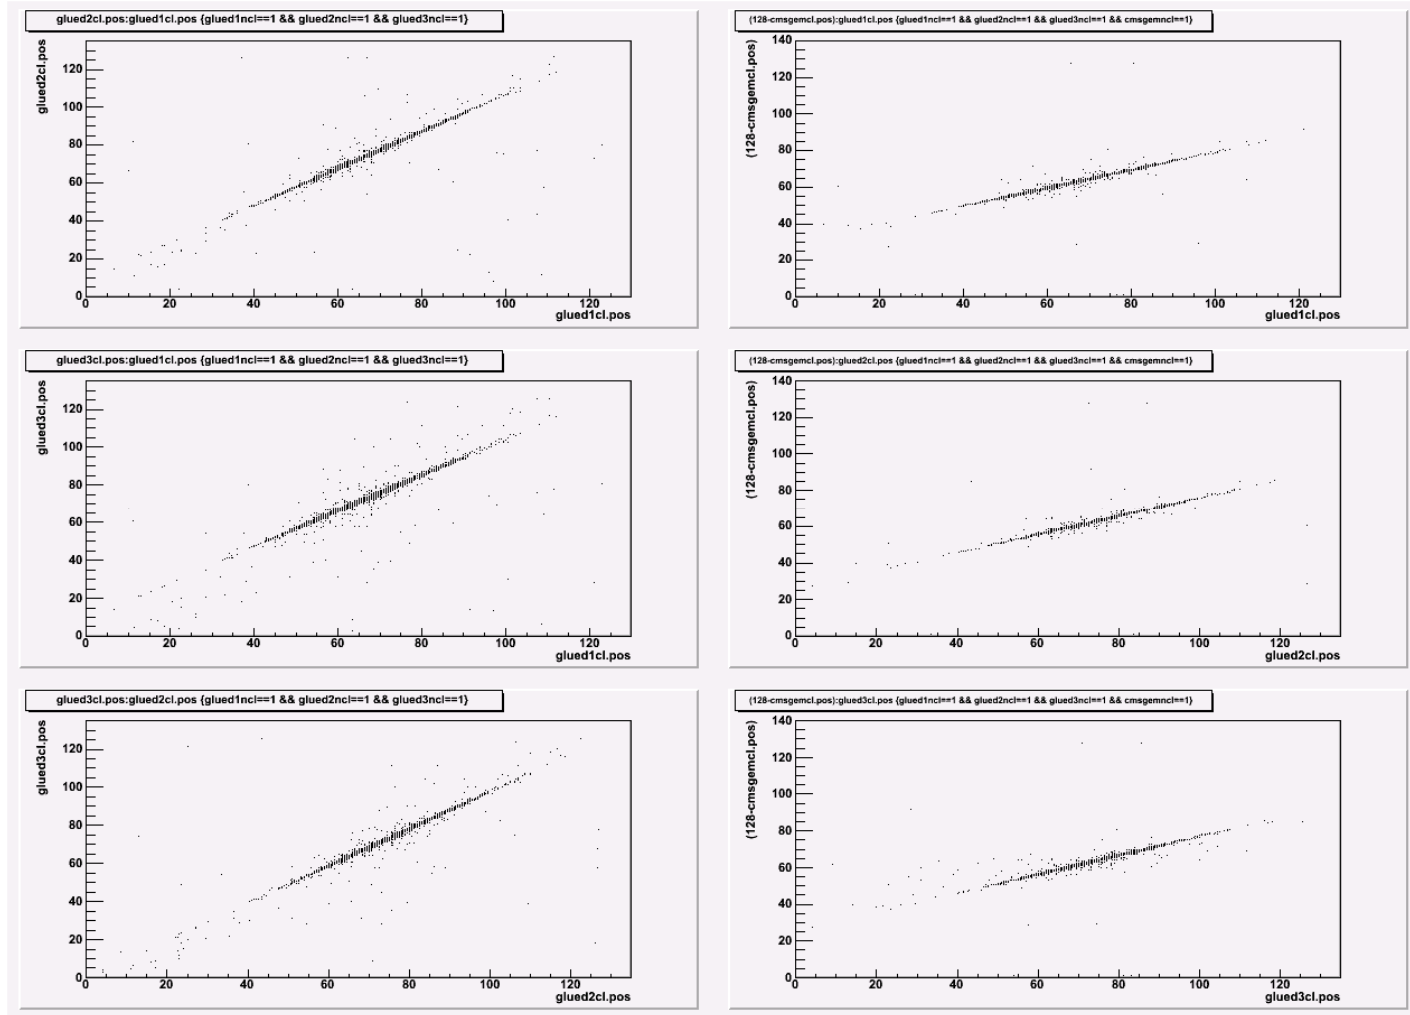 glued2cl.pos:glued1cl.pos {glued1ncl==1 && glued2ncl==1 && glued3ncl==1}
glued2cl.pos
120
100
80
60
40
20
0
0 20 40 60 80 100 120
glued1cl.pos
(128-cmsgemcl.pos):glued1cl.pos {glued1ncl==1 && glued2ncl==1 && glued3ncl==1 && cmsgemncl==1}
(128-cmsgemcl.pos)
140
120
100
80
60
40
20
0
0 20 40 60 80 100 120
glued1cl.pos
glued3cl.pos:glued1cl.pos {glued1ncl==1 && glued2ncl==1 && glued3ncl==1}
glued3cl.pos
120
100
80
60
40
20
0
0 20 40 60 80 100 120
glued1cl.pos
(128-cmsgemcl.pos):glued2cl.pos {glued1ncl==1 && glued2ncl==1 && glued3ncl==1 && cmsgemncl==1}
(128-cmsgemcl.pos)
140
120
100
80
60
40
20
0
0 20 40 60 80 100 120
glued2cl.pos
glued3cl.pos:glued2cl.pos {glued1ncl==1 && glued2ncl==1 && glued3ncl==1}
glued3cl.pos
120
100
80
60
40
20
0
0 20 40 60 80 100 120
glued2cl.pos
(128-cmsgemcl.pos):glued3cl.pos {glued1ncl==1 && glued2ncl==1 && glued3ncl==1 && cmsgemncl==1}
(128-cmsgemcl.pos)
140
120
100
80
60
40
20
0
0 20 40 60 80 100 120
glued3cl.pos